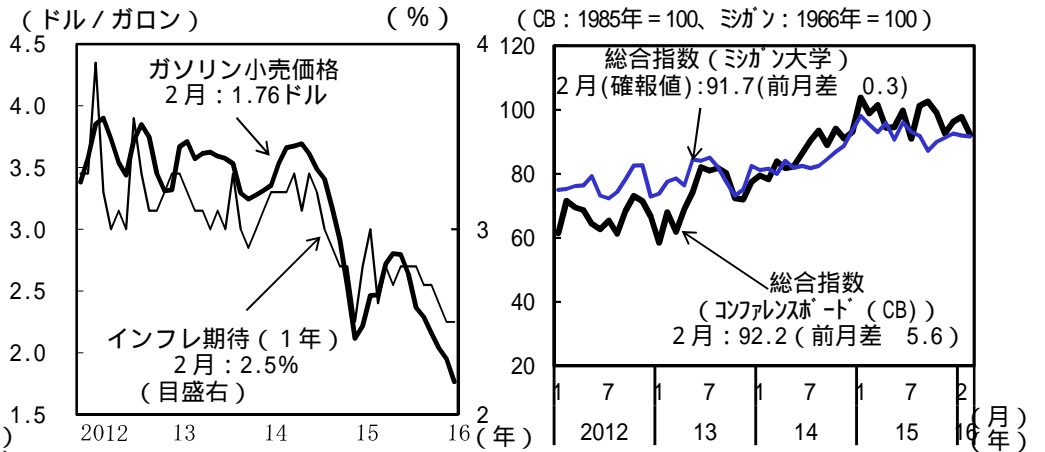 （ドル／ガロン）
（％）
4.5
4.0
3.5
3.0
2.5
2.0
1.5
4
3
2
ガソリン小売価格
２月：1.76ドル
インフレ期待（１年）
２月：2.5%
（目盛右）
2012 13 14 15 16
（年）
）
（CB：1985年＝100、ﾐｼｶﾞﾝ：1966年＝100）
120
100
80
60
40
20
総合指数（ﾐｼｶﾞﾝ大学）
２月(確報値):91.7(前月差 0.3)
総合指数
（ｺﾝﾌｧﾚﾝｽﾎﾞｰﾄﾞ（CB））
２月：92.2（前月差 5.6）
1 7 1 7 1 7 1 7 2
（月）
2012 13 14 15 16
（年）